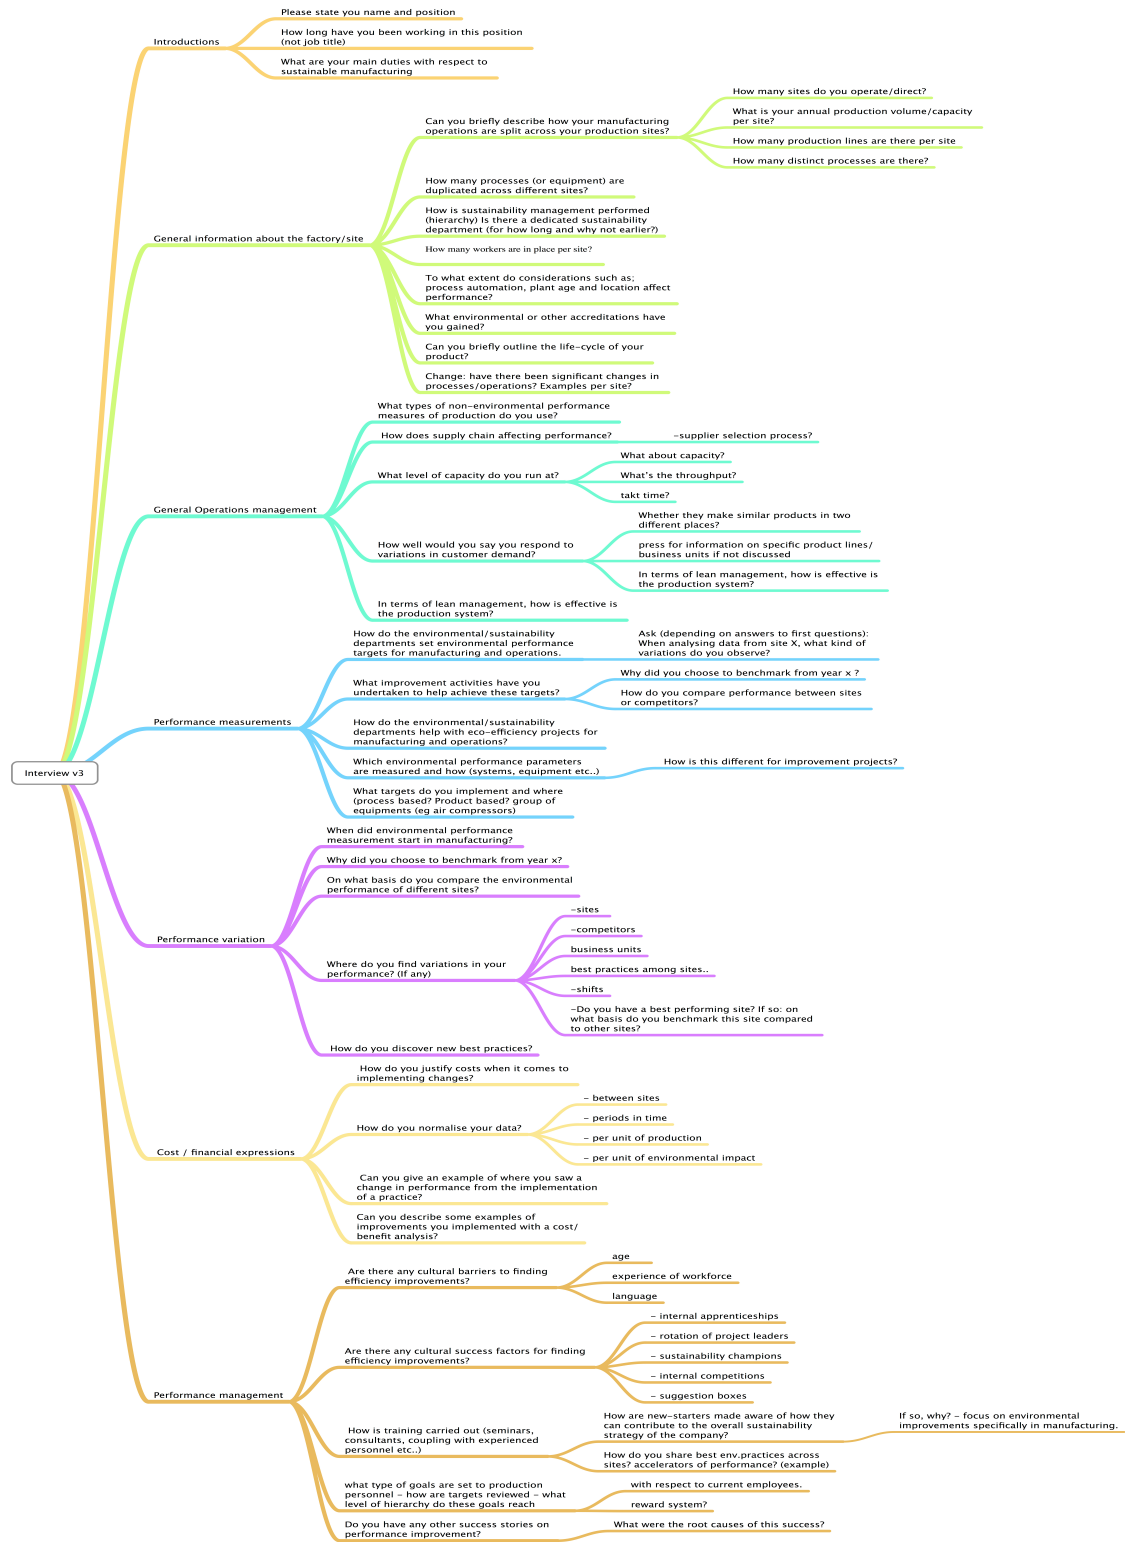 Please state you name and position
How long have you been working in this position
(not job title)
Introductions
What are your main duties with respect to
sustainable manufacturing
How many sites do you operate/direct?
What is your annual production volume/capacity
per site?
Can you briefly describe how your manufacturing
operations are split across your production sites?
How many production lines are there per site
How many distinct processes are there?
How many processes (or equipment) are
duplicated across different sites?
How is sustainability management performed
(hierarchy) Is there a dedicated sustainability
department (for how long and why not earlier?)
General information about the factory/site
How many workers are in place per site?
To what extent do considerations such as;
process automation, plant age and location affect
performance?
What environmental or other accreditations have
you gained?
Can you briefly outline the life-cycle of your
product?
Change: have there been significant changes in
processes/operations? Examples per site?
What types of non-environmental performance
measures of production do you use?
How does supply chain affecting performance?
-supplier selection process?
What about capacity?
What level of capacity do you run at?
What's the throughput?
takt time?
General Operations management
Whether they make similar products in two
different places?
How well would you say you respond to
variations in customer demand?
press for information on specific product lines/
business units if not discussed
In terms of lean management, how is effective is
the production system?
In terms of lean management, how is effective is
the production system?
How do the environmental/sustainability
departments set environmental performance
targets for manufacturing and operations.
Ask (depending on answers to first questions):
When analysing data from site X, what kind of
variations do you observe?
Why did you choose to benchmark from year x ?
What improvement activities have you
undertaken to help achieve these targets?
How do you compare performance between sites
or competitors?
Performance measurements
How do the environmental/sustainability
departments help with eco-efficiency projects for
manufacturing and operations?
Which environmental performance parameters
are measured and how (systems, equipment etc..)
How is this different for improvement projects?
Interview v3
What targets do you implement and where
(process based? Product based? group of
equipments (eg air compressors)
When did environmental performance
measurement start in manufacturing?
Why did you choose to benchmark from year x?
On what basis do you compare the environmental
performance of different sites?
Performance variation
-sites
-competitors
business units
Where do you find variations in your
performance? (If any)
best practices among sites..
-shifts
-Do you have a best performing site? If so: on
what basis do you benchmark this site compared
to other sites?
How do you discover new best practices?
How do you justify costs when it comes to
implementing changes?
- between sites
- periods in time
How do you normalise your data?
- per unit of production
- per unit of environmental impact
Cost / financial expressions
Can you give an example of where you saw a
change in performance from the implementation
of a practice?
Can you describe some examples of
improvements you implemented with a cost/
benefit analysis?
age
Are there any cultural barriers to finding
efficiency improvements?
experience of workforce
language
- internal apprenticeships
- rotation of project leaders
Are there any cultural success factors for finding
efficiency improvements?
- sustainability champions
- internal competitions
- suggestion boxes
Performance management
How is training carried out (seminars,
consultants, coupling with experienced
personnel etc..)
How are new-starters made aware of how they
can contribute to the overall sustainability
strategy of the company?
If so, why? - focus on environmental
improvements specifically in manufacturing.
How do you share best env.practices across
sites? accelerators of performance? (example)
what type of goals are set to production
personnel - how are targets reviewed - what
level of hierarchy do these goals reach
with respect to current employees.
reward system?
Do you have any other success stories on
performance improvement?
What were the root causes of this success?